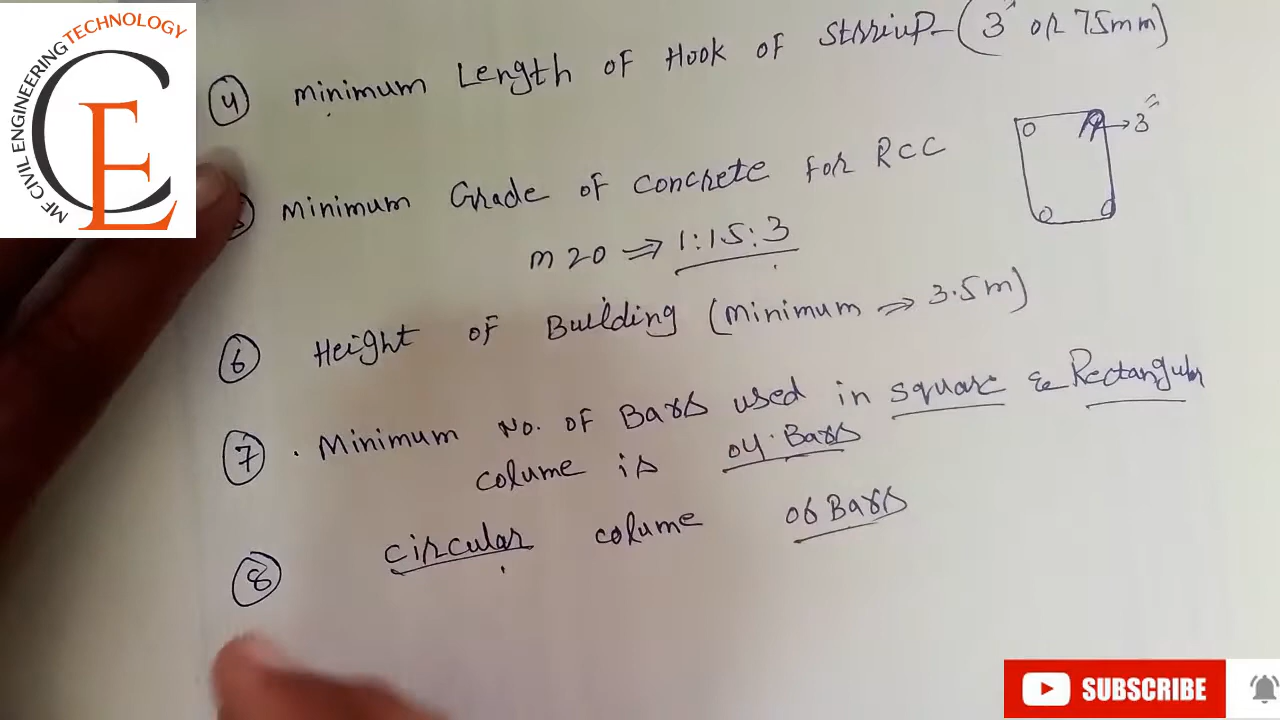 MF CIVIL ENGINEERING TECHNOLOGY
CE
4 minimum Length OF Hook OF StrriuP-(3" or 75mm)
3"
minimum Grade of concrete for RCC
m20 ⇒ 1:1.5:3
6 Height OF Building (minimum ⇒ 3.5m)
7 . Minimum No. OF Bars used in square & Rectangular
colume is 04 Bars
8 circular colume 06 Bars
SUBSCRIBE